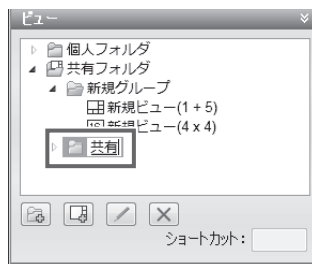 ビュー
個人フォルダ
共有フォルダ
新規グループ
新規ビュー(1 + 5)
新規ビュー(4 x 4)
共有
ショートカット: